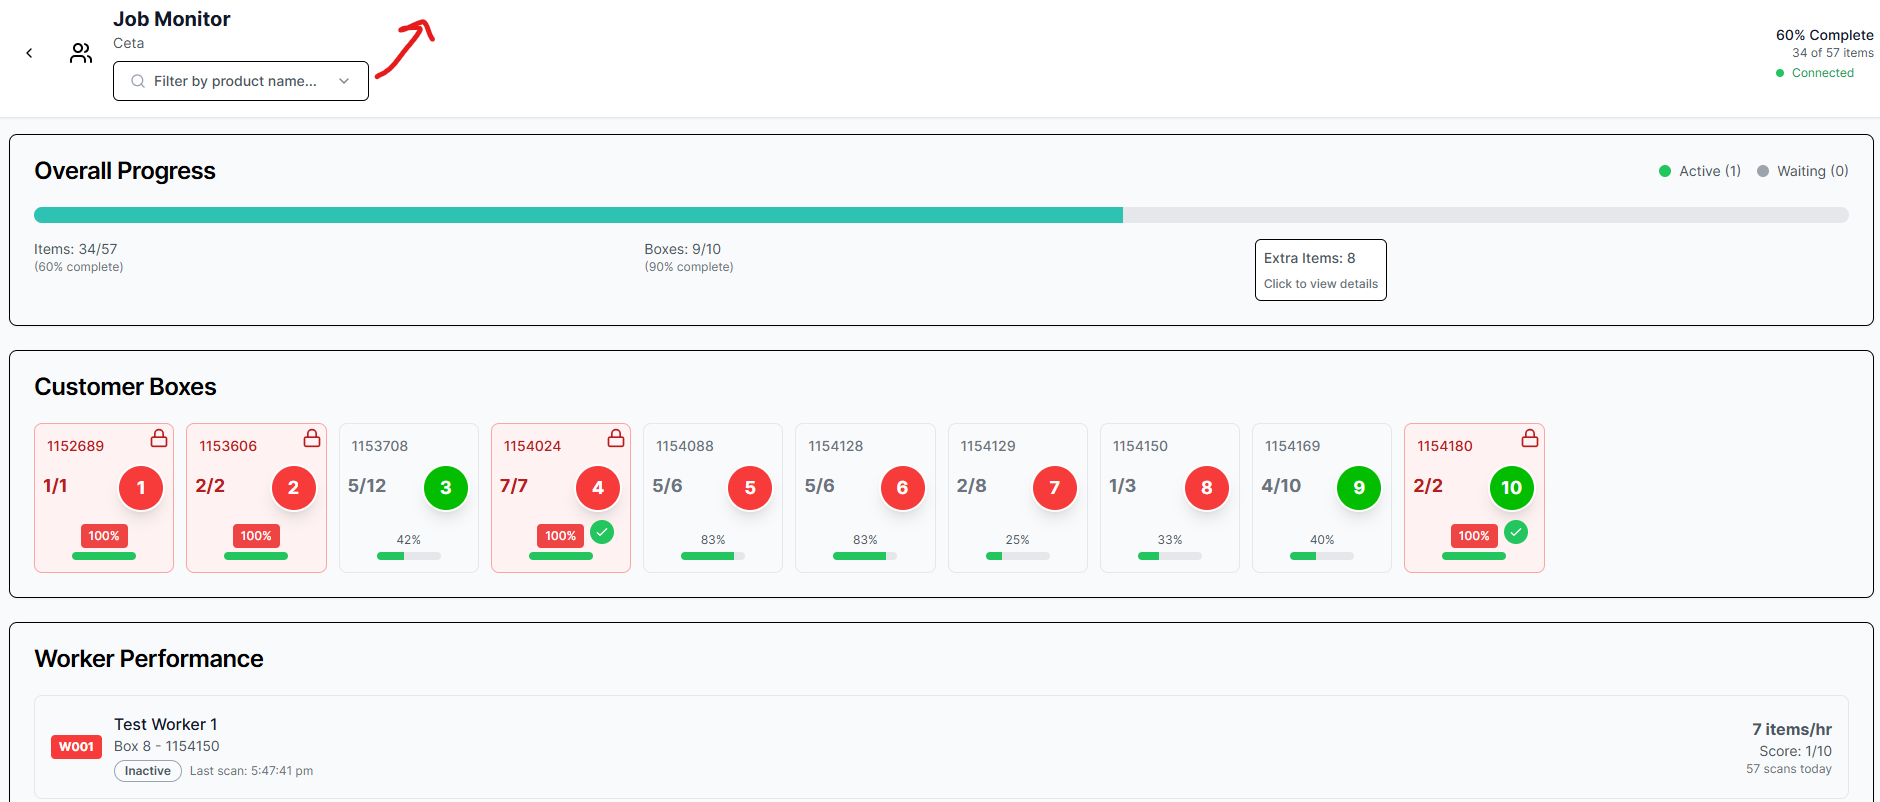 Job Monitor
Ceta
Filter by product name...
60% Complete
34 of 57 items
Connected
Overall Progress
Active (1) Waiting (0)
Items: 34/57
(60% complete)
Boxes: 9/10
(90% complete)
Extra Items: 8
Click to view details
Customer Boxes
1152689
1/1 1
100%
1153606
2/2 2
100%
1153708
5/12 3
42%
1154024
7/7 4
100%
1154088
5/6 5
83%
1154128
5/6 6
83%
1154129
2/8 7
25%
1154150
1/3 8
33%
1154169
4/10 9
40%
1154180
2/2 10
100%
Worker Performance
W001
Test Worker 1
Box 8 - 1154150
Inactive Last scan: 5:47:41 pm
7 items/hr
Score: 1/10
57 scans today